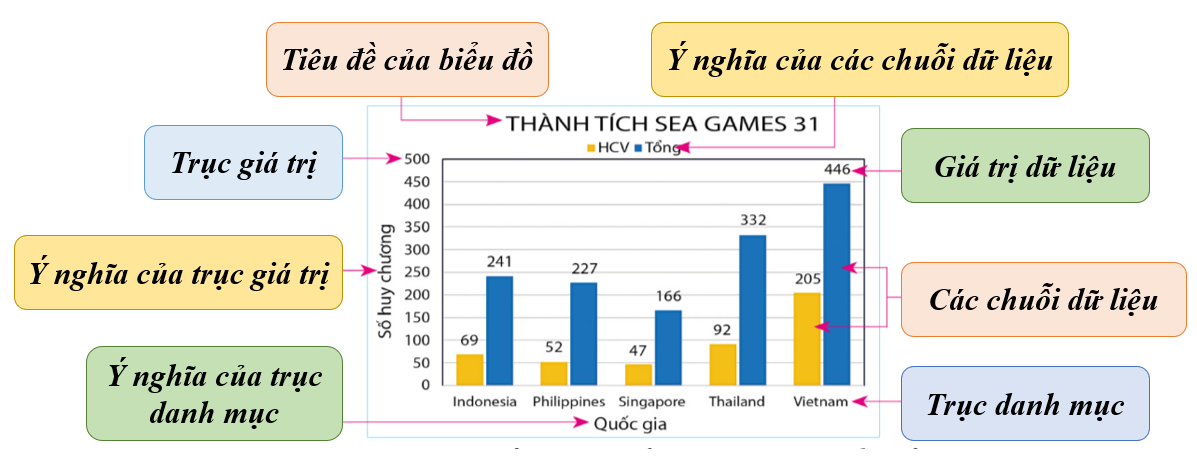 Tiêu đề của biểu đồ
Ý nghĩa của các chuỗi dữ liệu
THÀNH TÍCH SEA GAMES 31
HCV Tổng
Trục giá trị
Giá trị dữ liệu
Ý nghĩa của trục giá trị
Các chuỗi dữ liệu
Ý nghĩa của trục
danh mục
Trục danh mục
Số huy chương
500
450
400
350
300
250
200
150
100
50
0
69 241
52 227
47 166
92 332
205 446
Indonesia Philippines Singapore Thailand Vietnam
Quốc gia